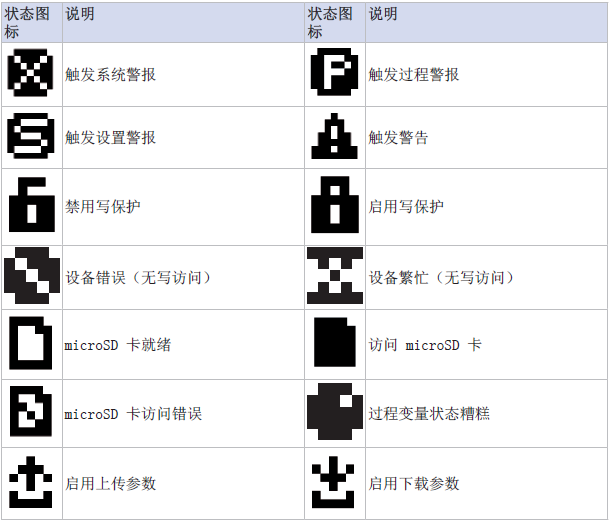 状态图标 说明 状态图标 说明
触发系统警报 触发过程警报
触发设置警报 触发警告
禁用写保护 启用写保护
设备错误（无写访问） 设备繁忙（无写访问）
microSD 卡就绪 访问 microSD 卡
microSD 卡访问错误 过程变量状态糟糕
启用上传参数 启用下载参数